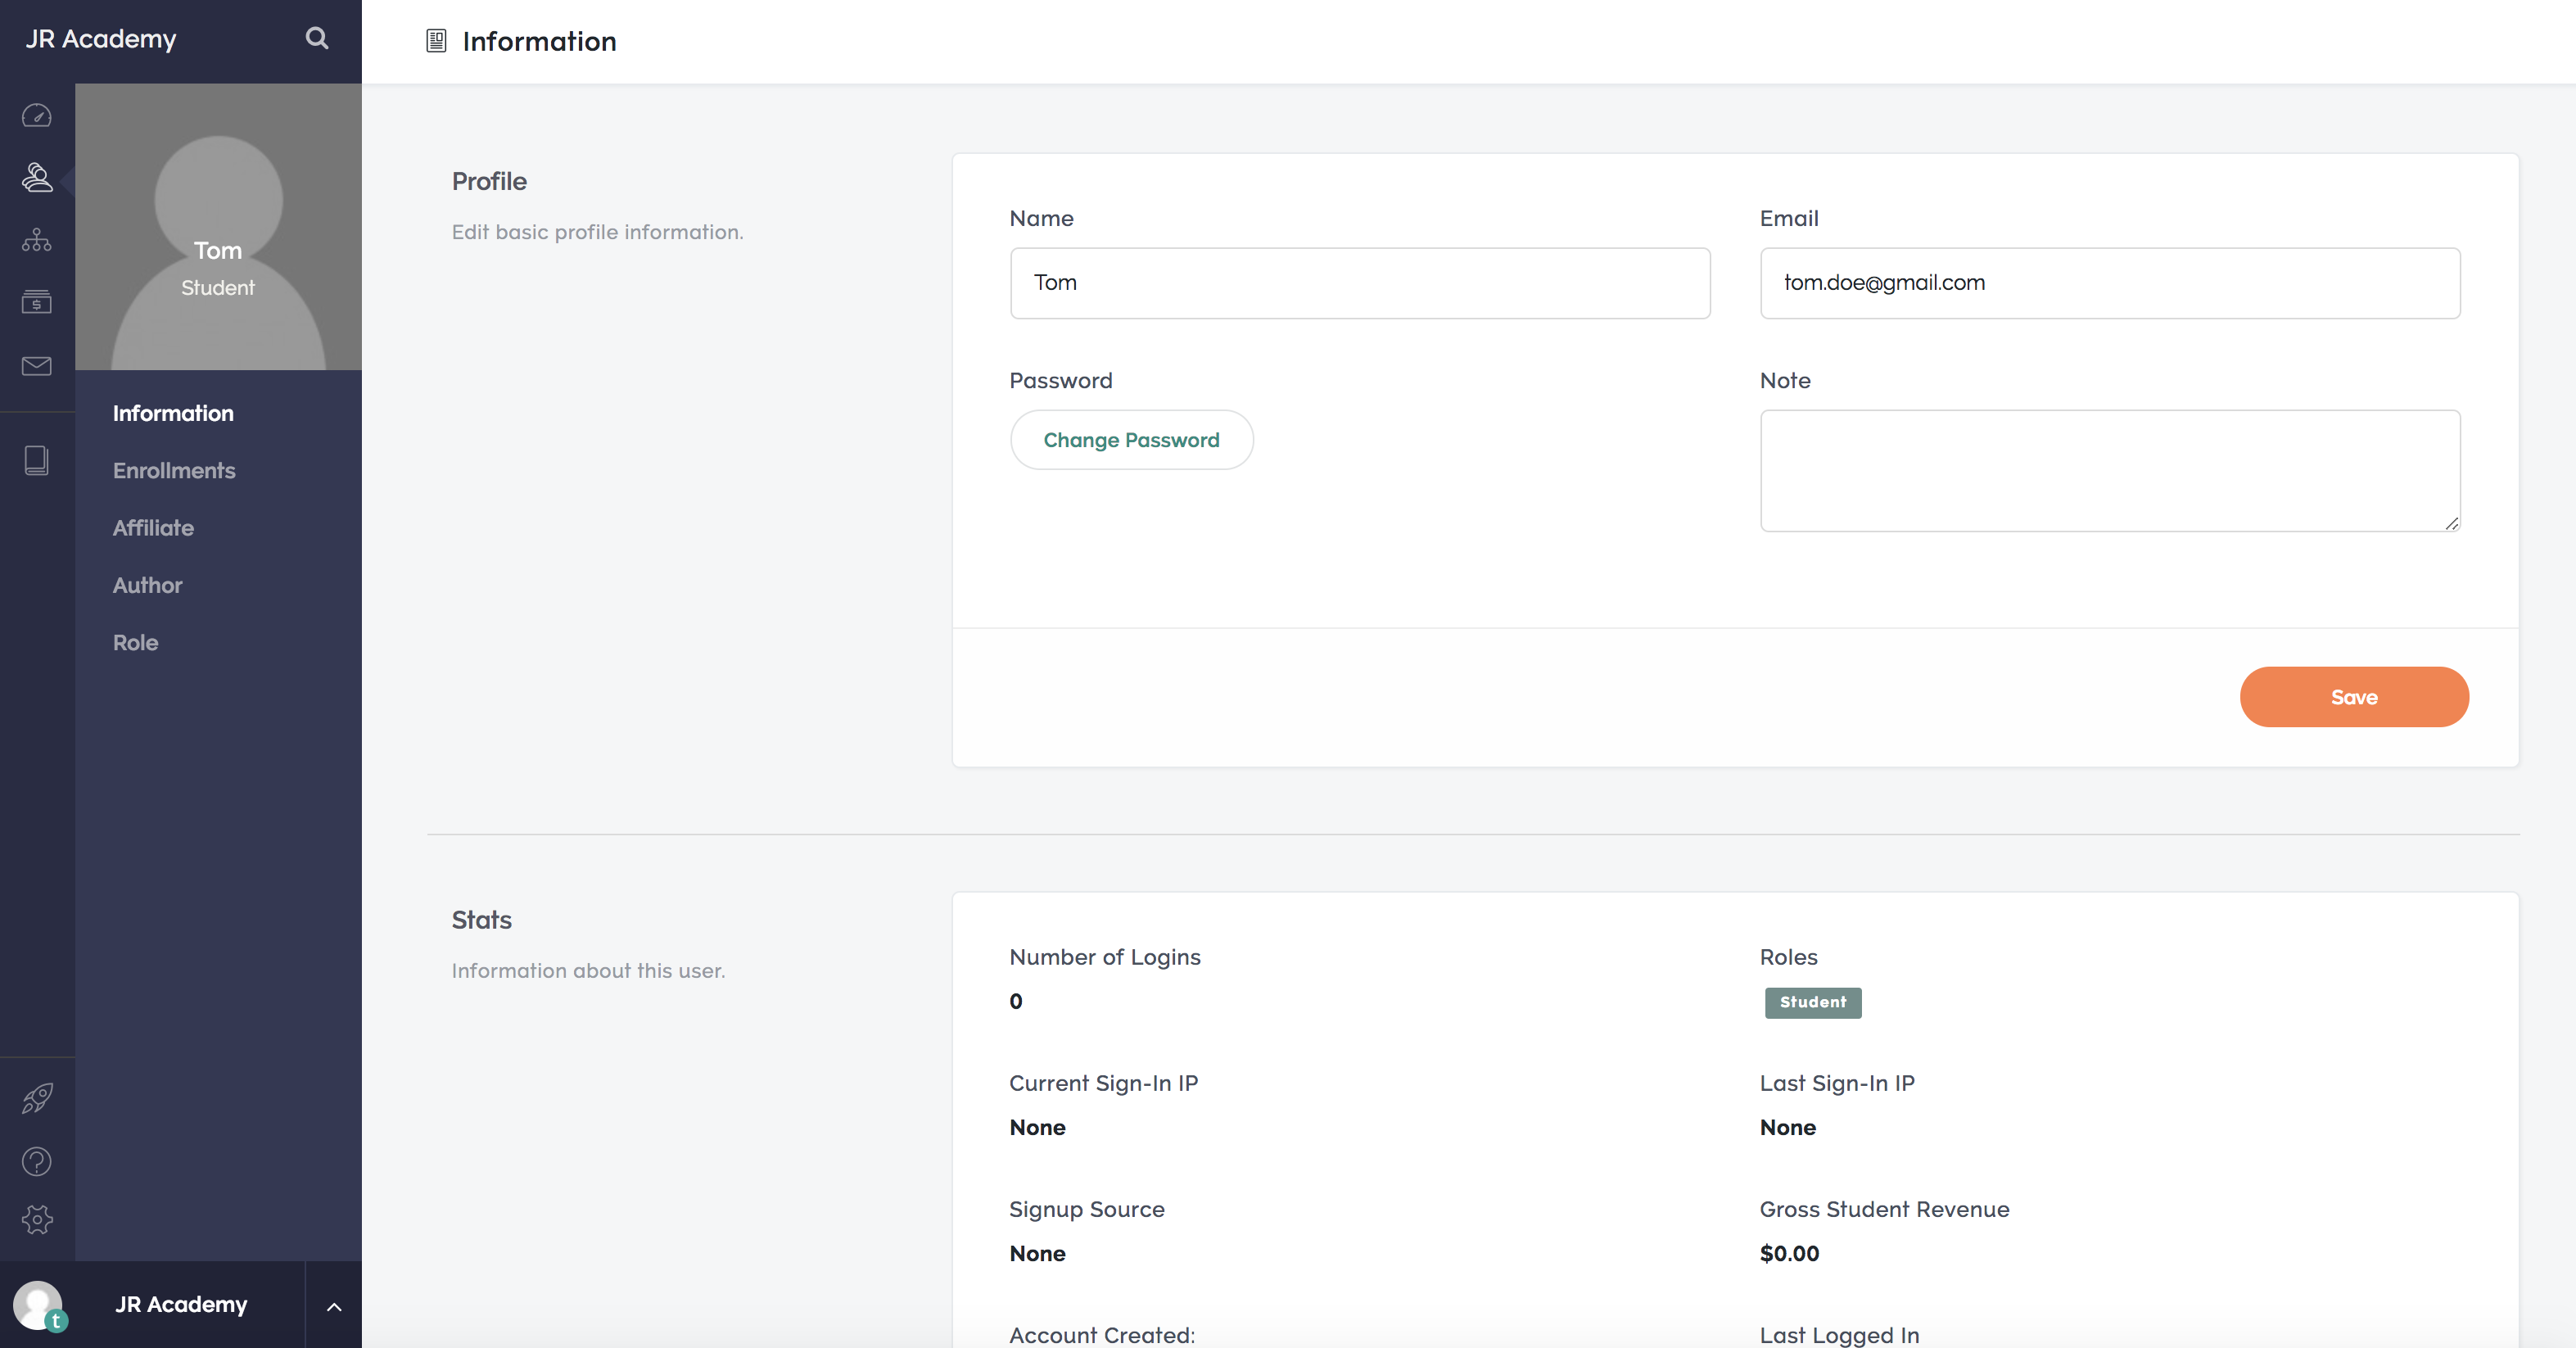 JR Academy
Information
Tom
Student
Information
Enrollments
Affiliate
Author
Role
JR Academy
t
Profile
Edit basic profile information.
Name
Email
Tom
tom.doe@gmail.com
Password
Note
Change Password
Save
Stats
Information about this user.
Number of Logins
Roles
0
Student
Current Sign-In IP
Last Sign-In IP
None
None
Signup Source
Gross Student Revenue
None
$0.00
Account Created:
Last Logged In